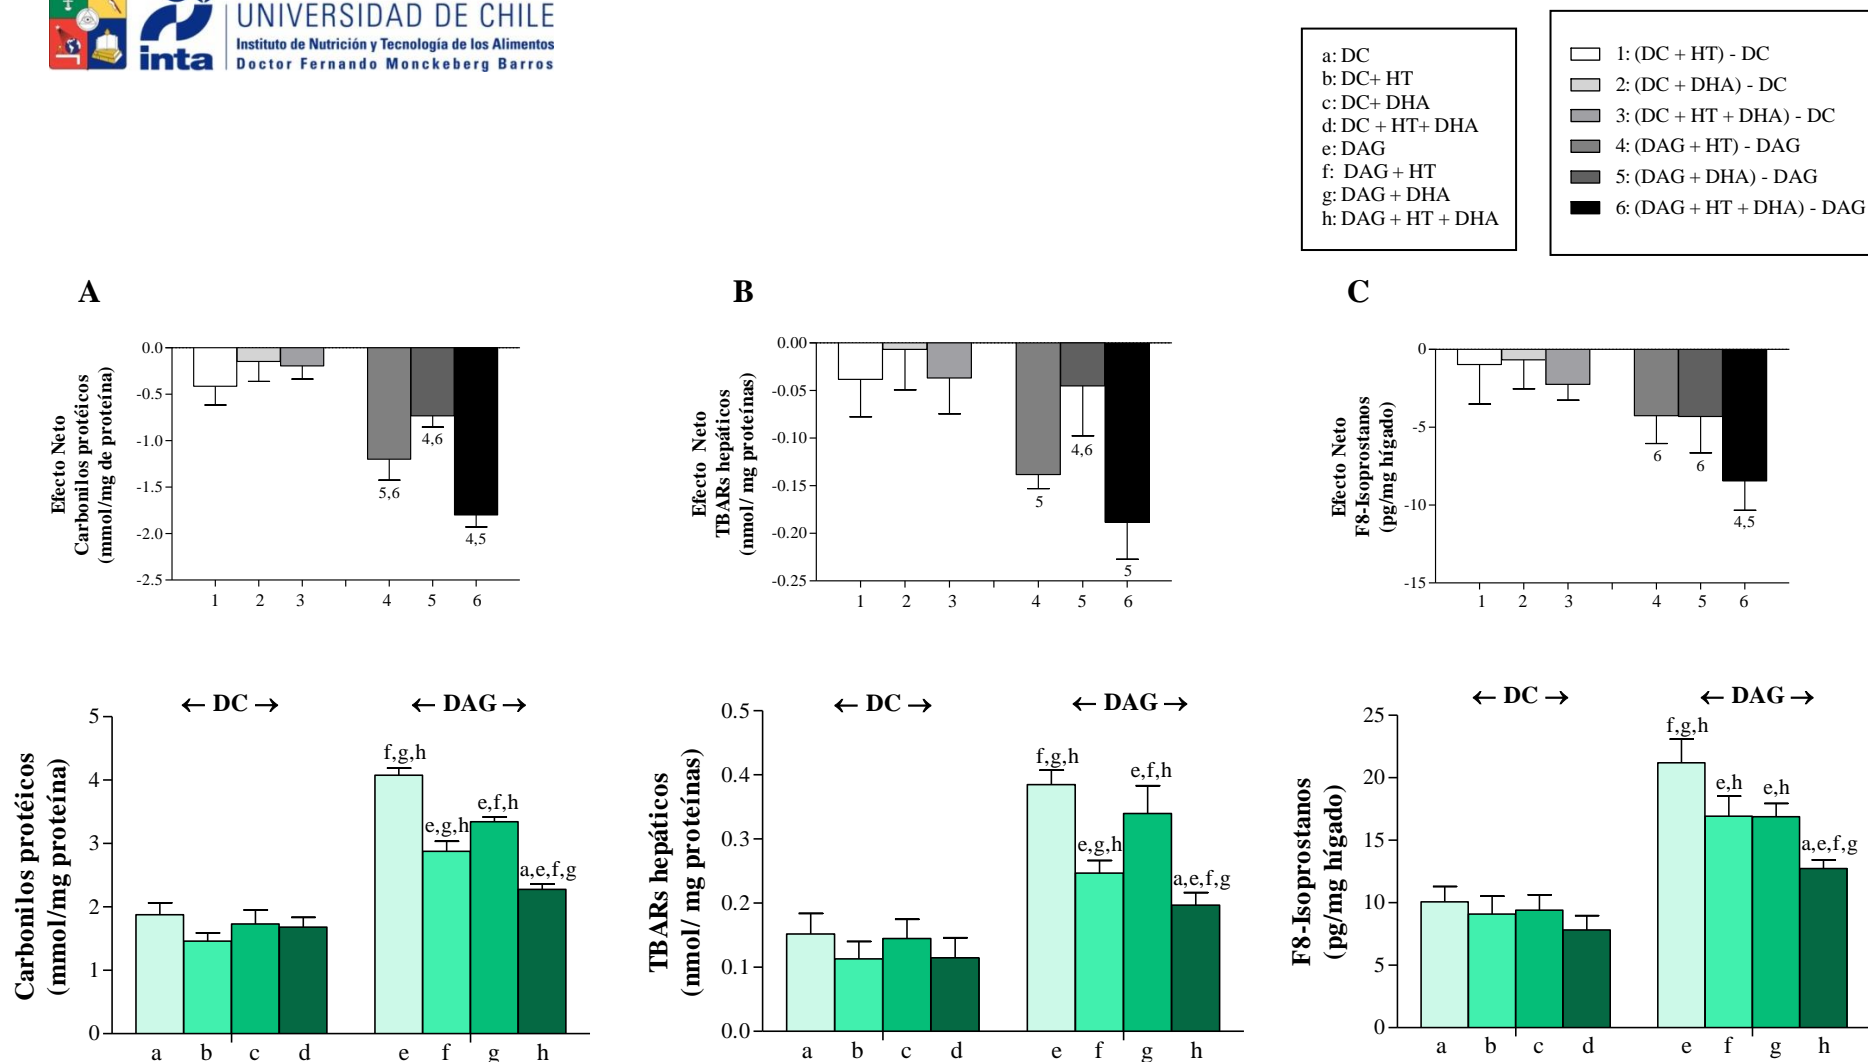 UNIVERSIDAD DE CHILE
Instituto de Nutrición y Tecnología de los Alimentos
Doctor Fernando Monckeberg Barros
inta
a: DC
b: DC+ HT
c: DC+ DHA
d: DC + HT+ DHA
e: DAG
f: DAG + HT
g: DAG + DHA
h: DAG + HT + DHA
1: (DC + HT) - DC
2: (DC + DHA) - DC
3: (DC + HT + DHA) - DC
4: (DAG + HT) - DAG
5: (DAG + DHA) - DAG
6: (DAG + HT + DHA) - DAG
A
Efecto Neto
Carbonilos protéicos
(mmol/mg de proteína)
0.0
-0.5
-1.0
-1.5
-2.0
-2.5
5,6
4,6
4,5
1 2 3 4 5 6
B
Efecto Neto
TBARs hepáticos
(nmol/ mg proteínas)
0.00
-0.05
-0.10
-0.15
-0.20
-0.25
5
4,6
5
1 2 3 4 5 6
C
Efecto Neto
F8-Isoprostanos
(pg/mg hígado)
0
-5
-10
-15
6
6
4,5
1 2 3 4 5 6
← DC → ← DAG →
Carbonilos protéicos
(mmol/mg proteína)
5
4
3
2
1
0
f,g,h
e,g,h
e,f,h
a,e,f,g
a b c d e f g h
← DC → ← DAG →
TBARs hepáticos
(nmol/ mg proteínas)
0.5
0.4
0.3
0.2
0.1
0.0
f,g,h
e,g,h
e,f,h
a,e,f,g
a b c d e f g h
← DC → ← DAG →
F8-Isoprostanos
(pg/mg hígado)
25
20
15
10
5
0
f,g,h
e,h
e,h
a,e,f,g
a b c d e f g h